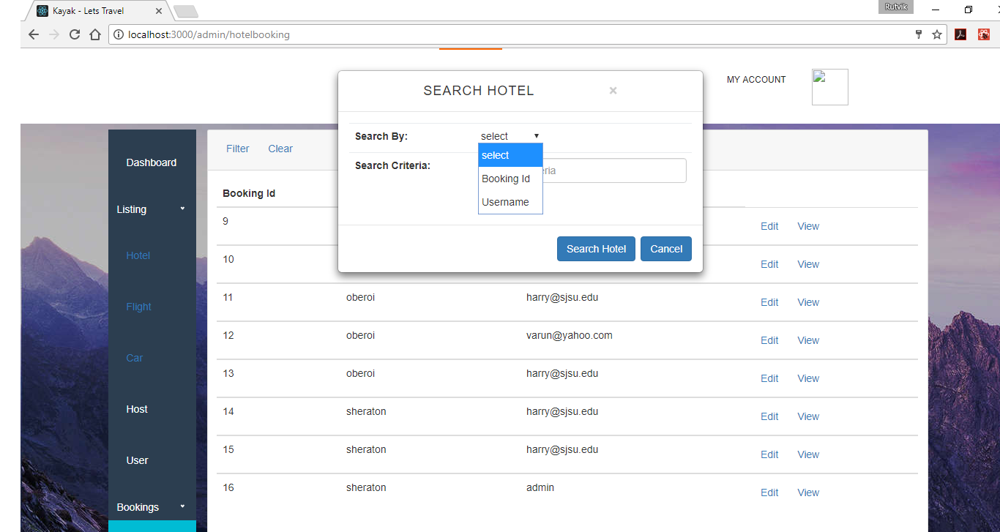 Kayak - Lets Travel
Rutvik
localhost:3000/admin/hotelbooking
MY ACCOUNT
SEARCH HOTEL ×
Search By: select
select
Booking Id
Username
Search Criteria:
Search Hotel Cancel
Dashboard
Listing
Hotel
Flight
Car
Host
User
Bookings
Filter Clear
Booking Id
9 Edit View
10 Edit View
11 oberoi harry@sjsu.edu Edit View
12 oberoi varun@yahoo.com Edit View
13 oberoi harry@sjsu.edu Edit View
14 sheraton harry@sjsu.edu Edit View
15 sheraton harry@sjsu.edu Edit View
16 sheraton admin Edit View